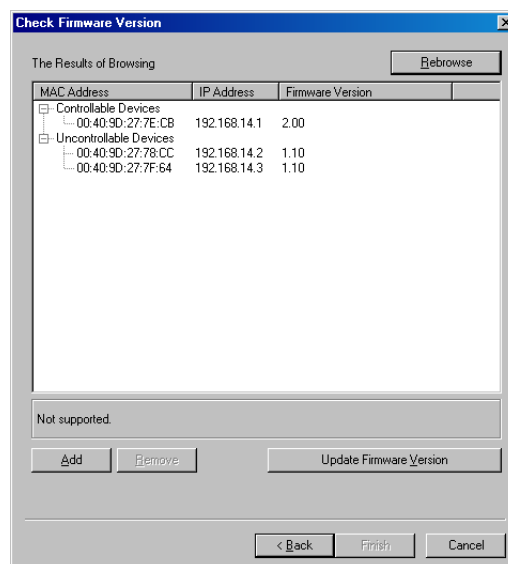 Check Firmware Version
The Results of Browsing
Rebrowse
MAC Address IP Address Firmware Version
Controllable Devices
00:40:9D:27:7E:CB 192.168.14.1 2.00
Uncontrollable Devices
00:40:9D:27:78:CC 192.168.14.2 1.10
00:40:9D:27:7F:64 192.168.14.3 1.10
Not supported.
Add Remove Update Firmware Version
< Back Finish Cancel